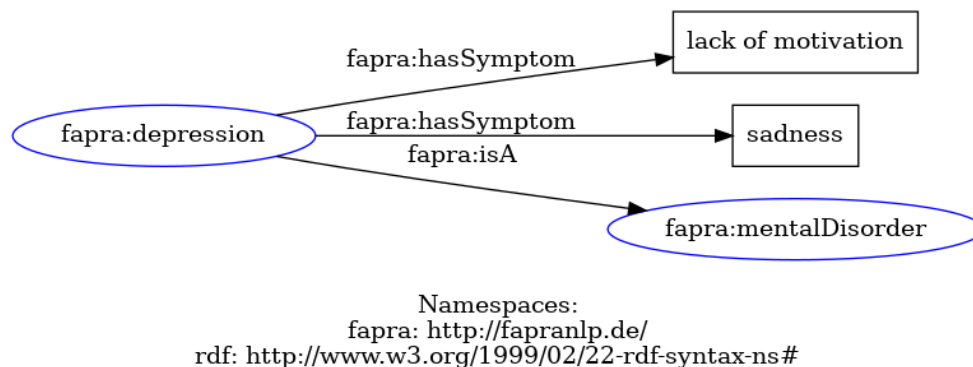 lack of motivation
fapra:hasSymptom
fapra:depression
fapra:hasSymptom
sadness
fapra:isA
fapra:mentalDisorder
Namespaces:
fapra: http://fapranlp.de/
rdf: http://www.w3.org/1999/02/22-rdf-syntax-ns#